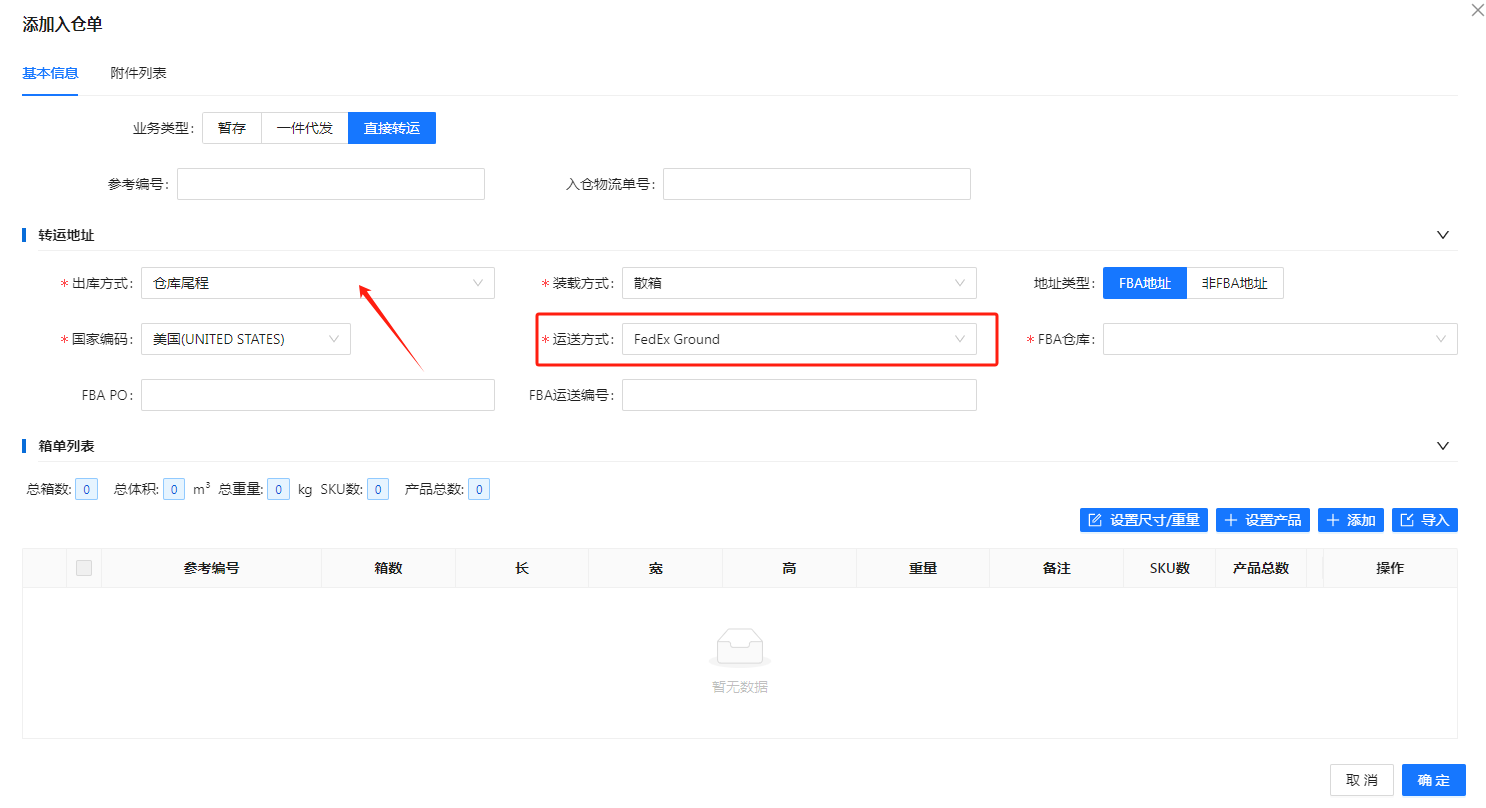 添加入仓单
基本信息 附件列表
业务类型: 暂存 一件代发 直接转运
参考编号: 入仓物流单号:
转运地址
* 出库方式: 仓库尾程 * 装载方式: 散箱 地址类型: FBA地址 非FBA地址
* 国家编码: 美国(UNITED STATES) * 运送方式: FedEx Ground * FBA仓库:
FBA PO: FBA运送编号:
箱单列表
总箱数: 0 总体积: 0 m³ 总重量: 0 kg SKU数: 0 产品总数: 0
设置尺寸/重量 设置产品 添加 导入
参考编号 箱数 长 宽 高 重量 备注 SKU数 产品总数 操作
暂无数据
取 消 确 定